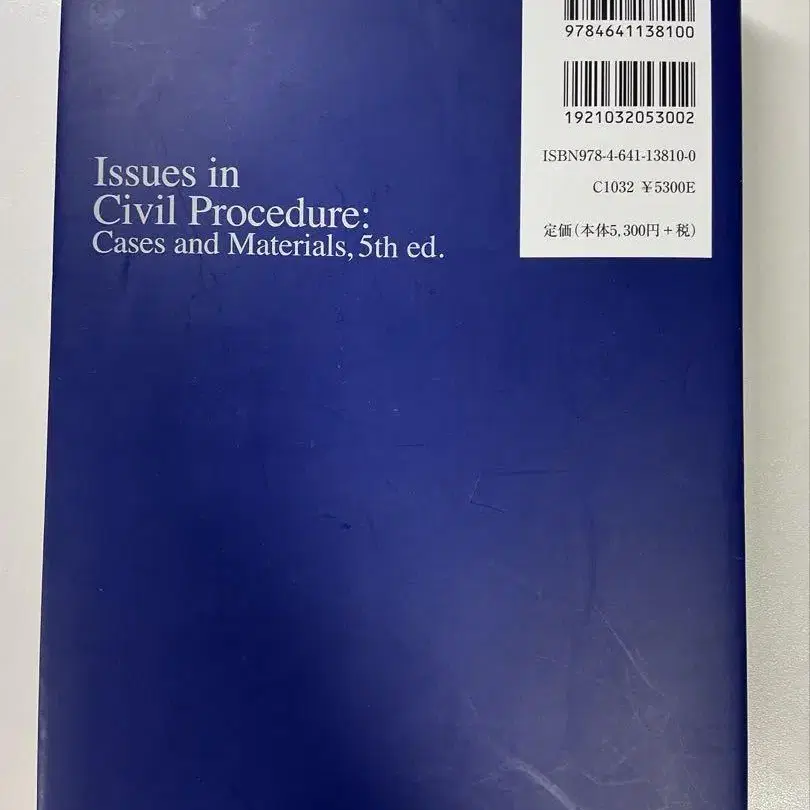 9784641138100
1921032053002
ISBN978-4-641-13810-0
C1032 ¥5300E
定価(本体5,300円+税)
Issues in
Civil Procedure:
Cases and Materials, 5th ed.